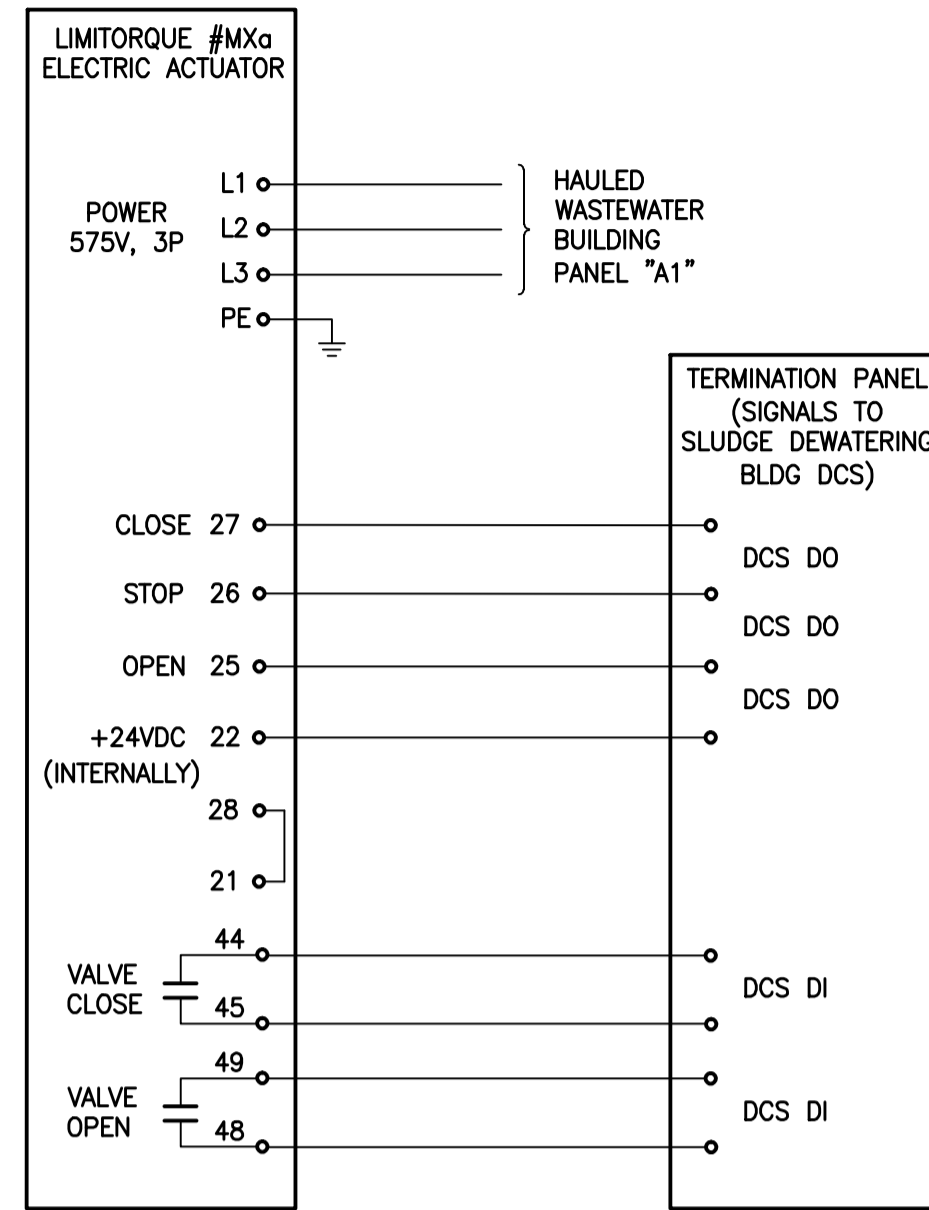 LIMITORQUE #MXa
ELECTRIC ACTUATOR
POWER
575V, 3P
L1
L2
L3
PE
HAULED
WASTEWATER
BUILDING
PANEL "A1"
TERMINATION PANEL
(SIGNALS TO
SLUDGE DEWATERING
BLDG DCS)
CLOSE 27
DCS DO
STOP 26
DCS DO
OPEN 25
DCS DO
+24VDC 22
(INTERNALLY)
28
21
VALVE
CLOSE
44
45
DCS DI
VALVE
OPEN
49
48
DCS DI